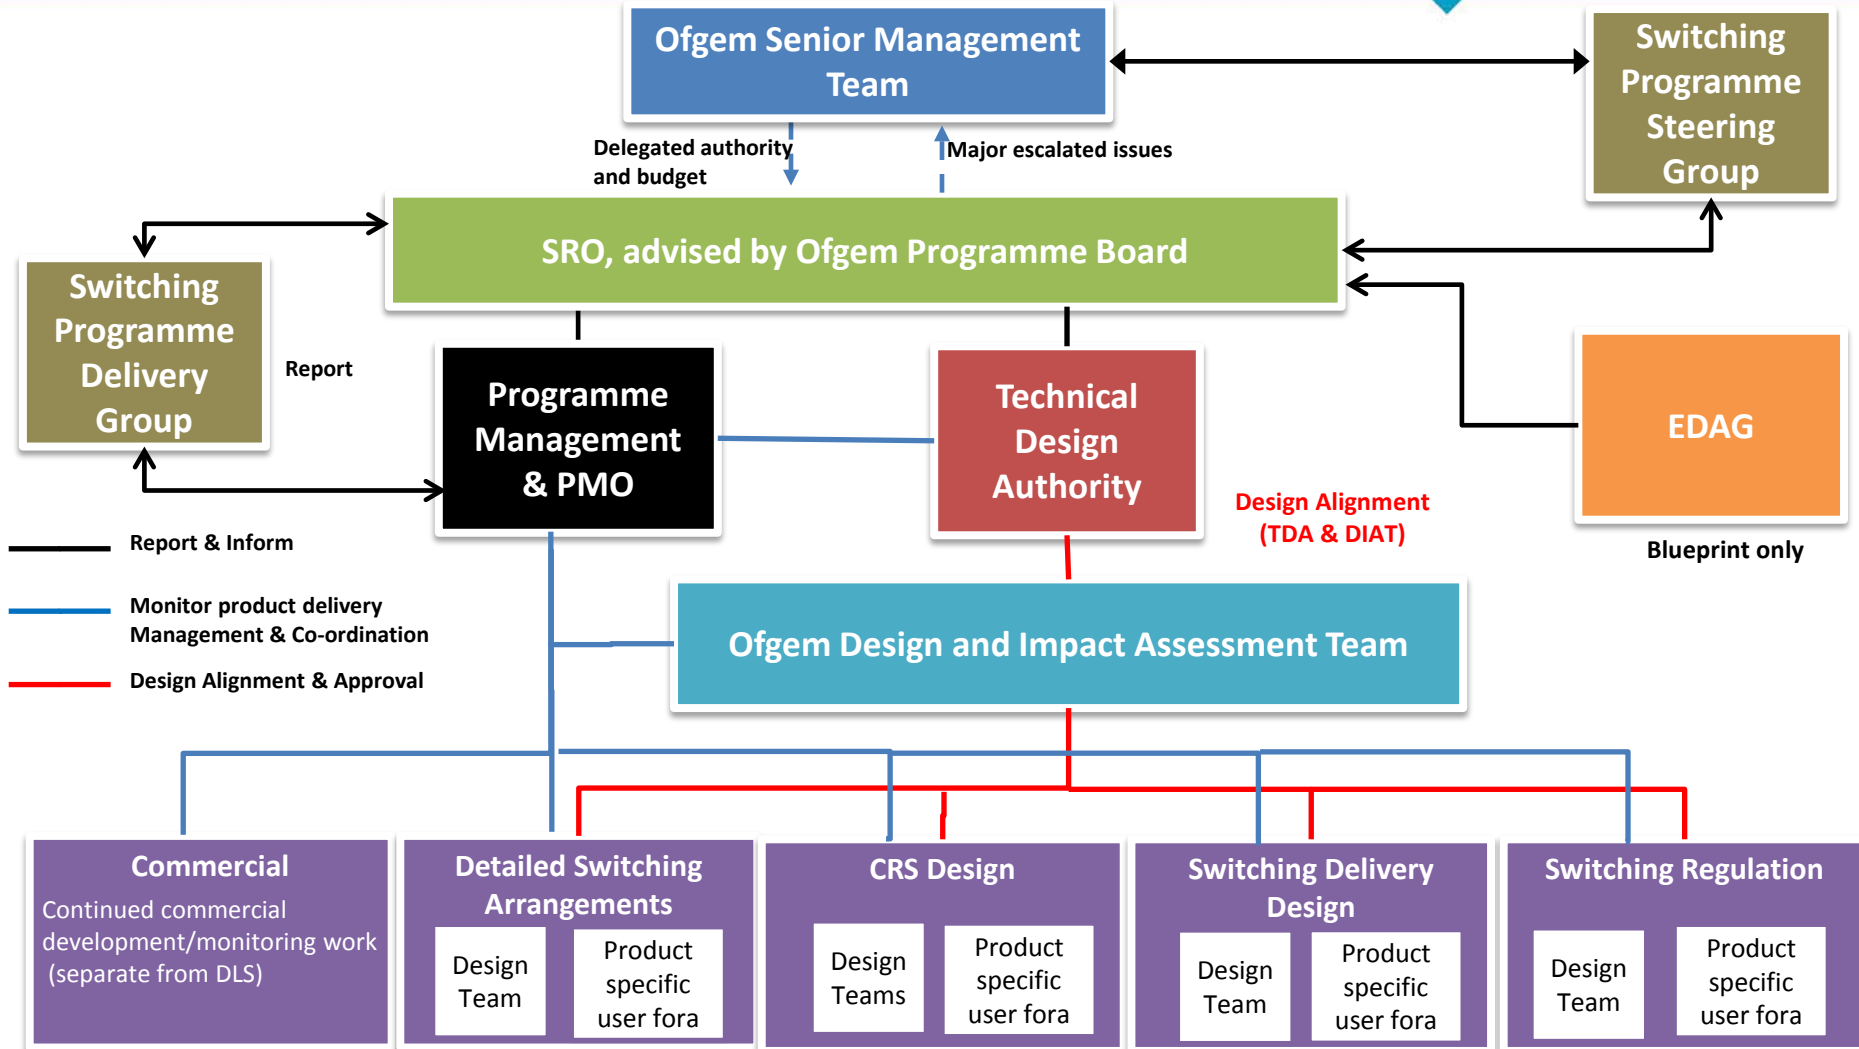 Ofgem Senior Management
Team
Switching
Programme
Steering
Group
Delegated authority
and budget
Major escalated issues
SRO, advised by Ofgem Programme Board
Switching
Programme
Delivery
Group
Report
Programme
Management
& PMO
Technical
Design
Authority
EDAG
Design Alignment
(TDA & DIAT)
Blueprint only
Report & Inform
Monitor product delivery
Management & Co-ordination
Design Alignment & Approval
Ofgem Design and Impact Assessment Team
Commercial
Continued commercial
development/monitoring work
(separate from DLS)
Detailed Switching
Arrangements
Design
Team
Product
specific
user fora
CRS Design
Design
Teams
Product
specific
user fora
Switching Delivery
Design
Design
Team
Product
specific
user fora
Switching Regulation
Design
Team
Product
specific
user fora